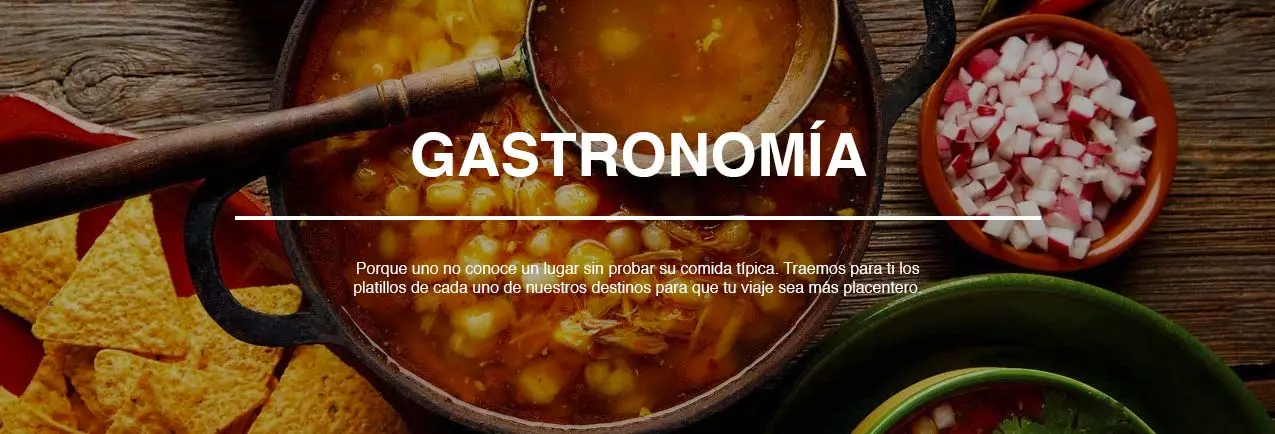 GASTRONOMÍA
Porque uno no conoce un lugar sin probar su comida típica. Traemos para ti los
platillos de cada uno de nuestros destinos para que tu viaje sea más placentero.